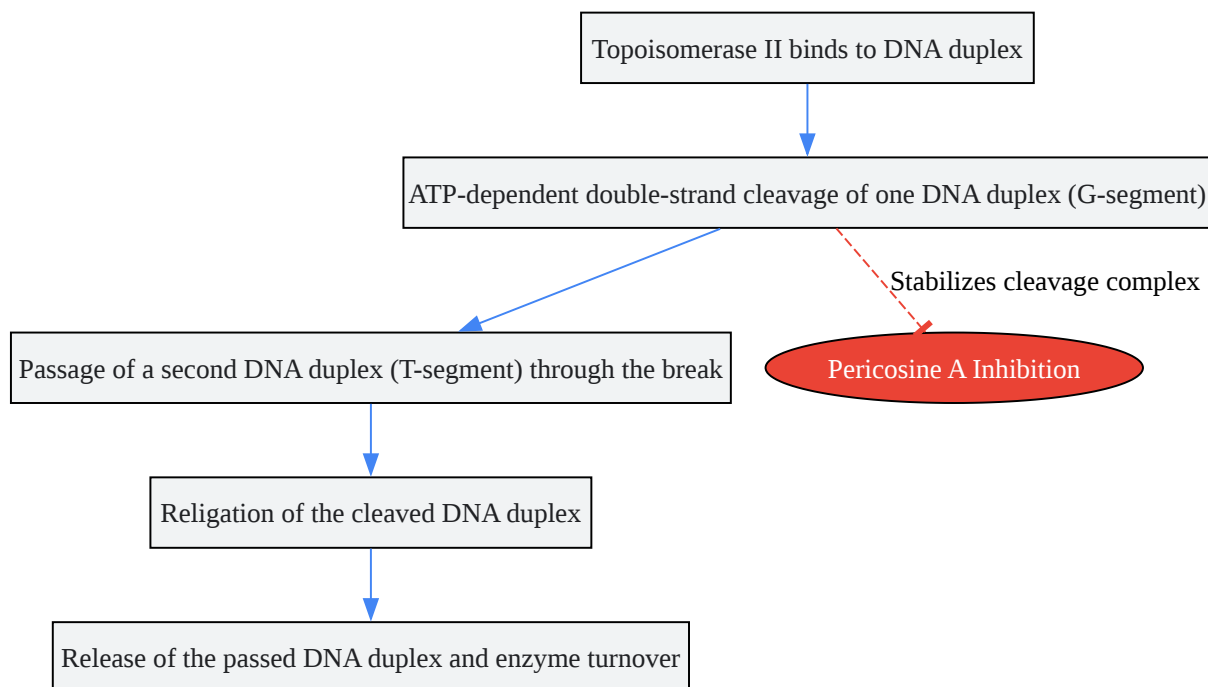 Topoisomerase II binds to DNA duplex
ATP-dependent double-strand cleavage of one DNA duplex (G-segment)
Stabilizes cleavage complex
Passage of a second DNA duplex (T-segment) through the break
Pericosine A Inhibition
Religation of the cleaved DNA duplex
Release of the passed DNA duplex and enzyme turnover